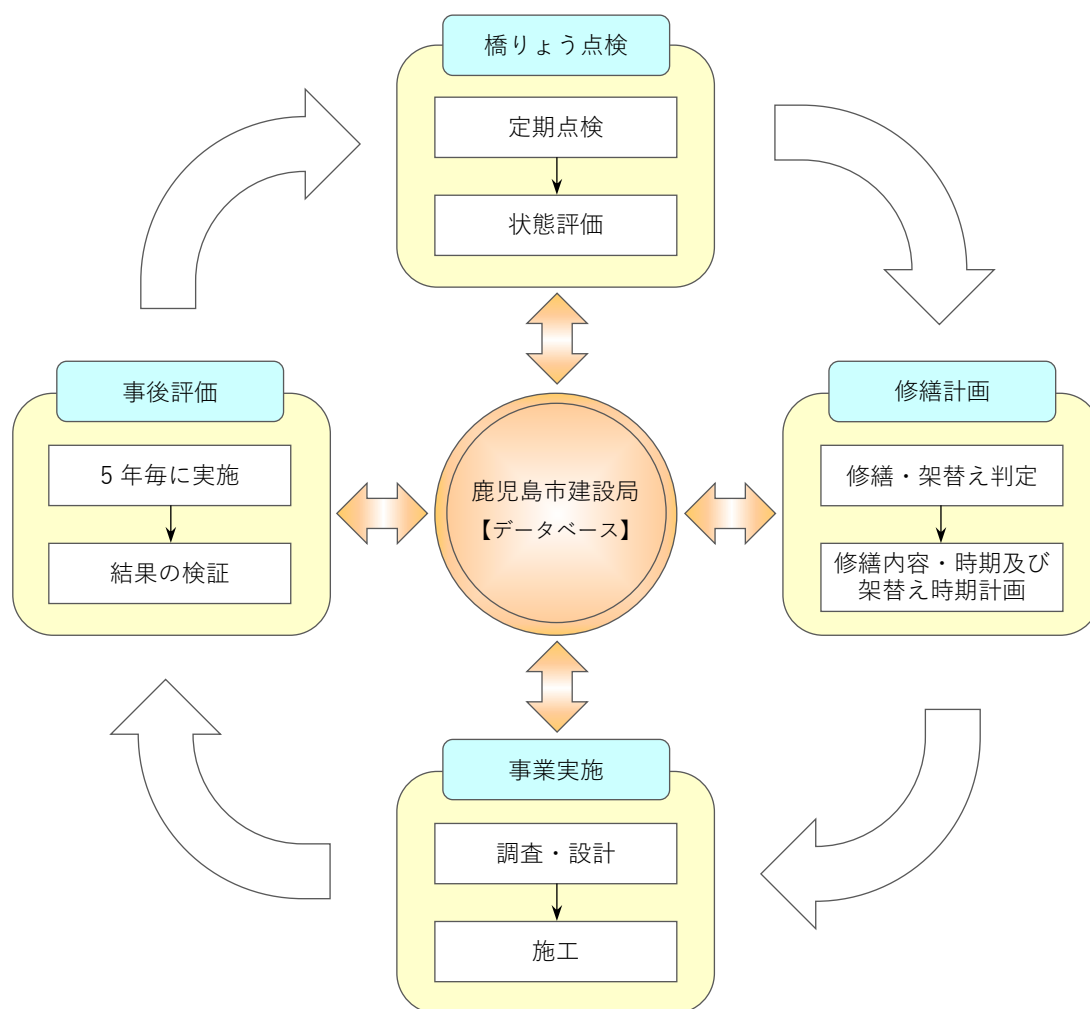 橋りょう点検
定期点検
状態評価
事後評価
5 年毎に実施
結果の検証
鹿児島市建設局
【データベース】
修繕計画
修繕・架替え判定
修繕内容・時期及び
架替え時期計画
事業実施
調査・設計
施工